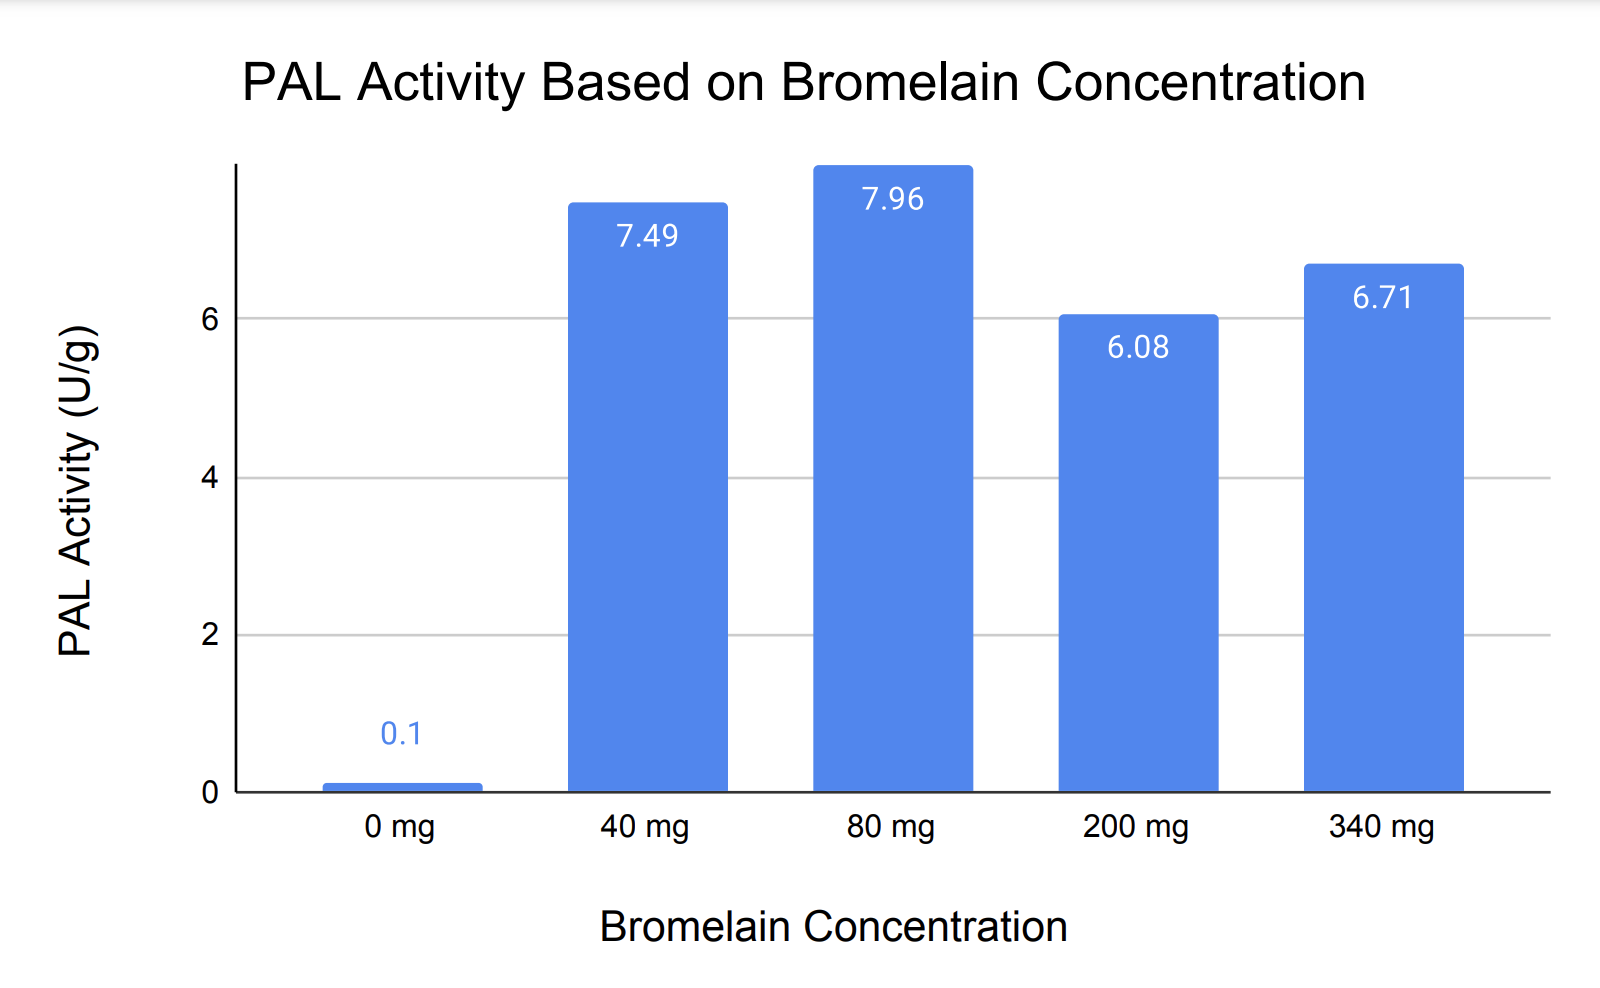 PAL Activity Based on Bromelain Concentration
PAL Activity (U/g)
6
4
2
0
0.1
7.49
7.96
6.08
6.71
0 mg
40 mg
80 mg
200 mg
340 mg
Bromelain Concentration